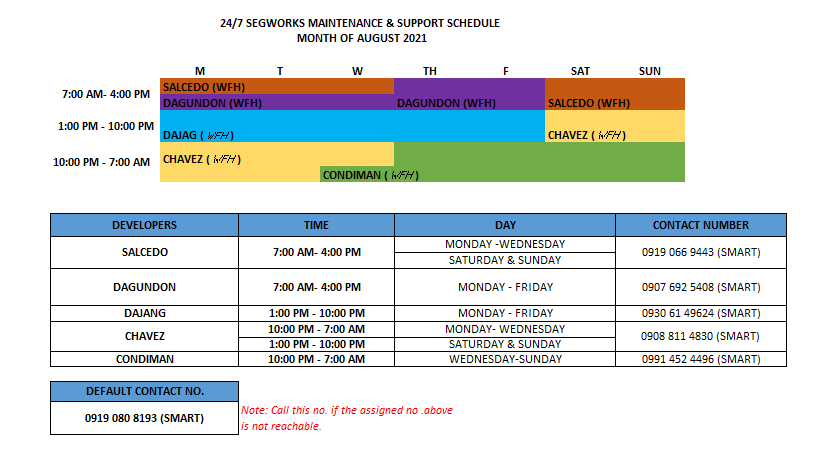 24/7 SEGWORKS MAINTENANCE & SUPPORT SCHEDULE
MONTH OF AUGUST 2021
M T W TH F SAT SUN
7:00 AM- 4:00 PM
SALCEDO (WFH)
DAGUNDON (WFH) DAGUNDON (WFH) SALCEDO (WFH)
1:00 PM - 10:00 PM
DAJAG ( WFH ) CHAVEZ ( WFH )
10:00 PM - 7:00 AM
CHAVEZ ( WFH )
CONDIMAN ( WFH )
DEVELOPERS TIME DAY CONTACT NUMBER
SALCEDO 7:00 AM- 4:00 PM MONDAY -WEDNESDAY 0919 066 9443 (SMART)
SATURDAY & SUNDAY
DAGUNDON 7:00 AM- 4:00 PM MONDAY - FRIDAY 0907 692 5408 (SMART)
DAJANG 1:00 PM - 10:00 PM MONDAY - FRIDAY 0930 61 49624 (SMART)
CHAVEZ 10:00 PM - 7:00 AM MONDAY- WEDNESDAY 0908 811 4830 (SMART)
1:00 PM - 10:00 PM SATURDAY & SUNDAY
CONDIMAN 10:00 PM - 7:00 AM WEDNESDAY-SUNDAY 0991 452 4496 (SMART)
DEFAULT CONTACT NO.
0919 080 8193 (SMART)
Note: Call this no. if the assigned no .above
is not reachable.